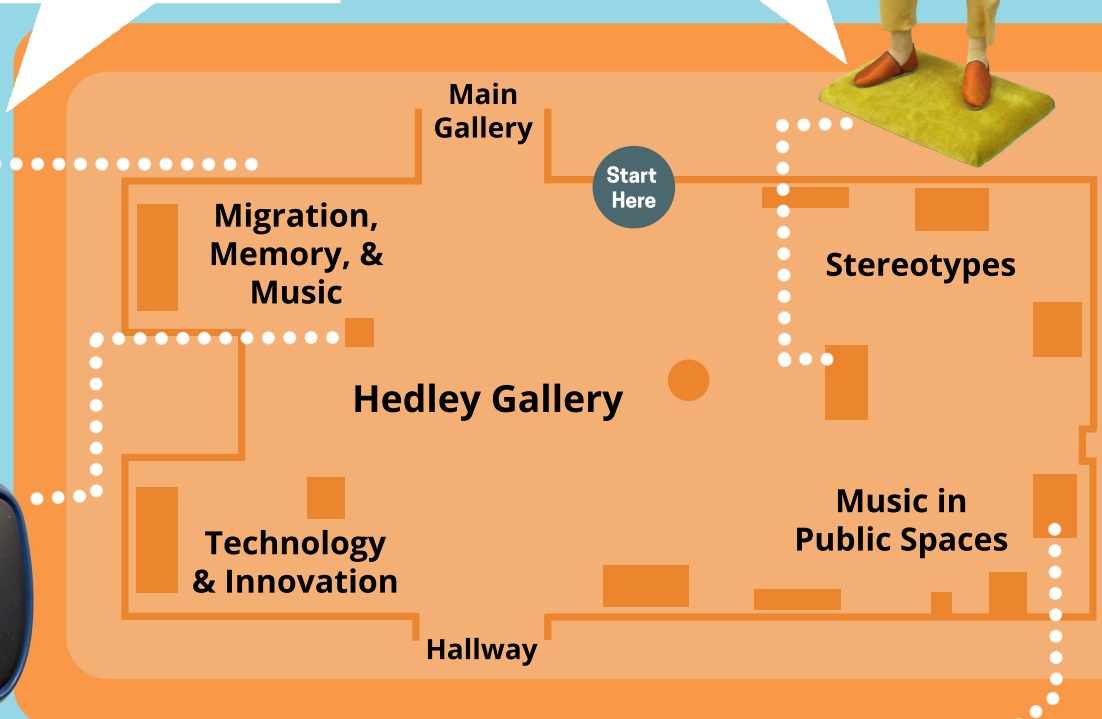 Main
Gallery
Start
Here
Migration,
Memory, &
Music
Stereotypes
Hedley Gallery
Music in
Public Spaces
Technology
& Innovation
Hallway